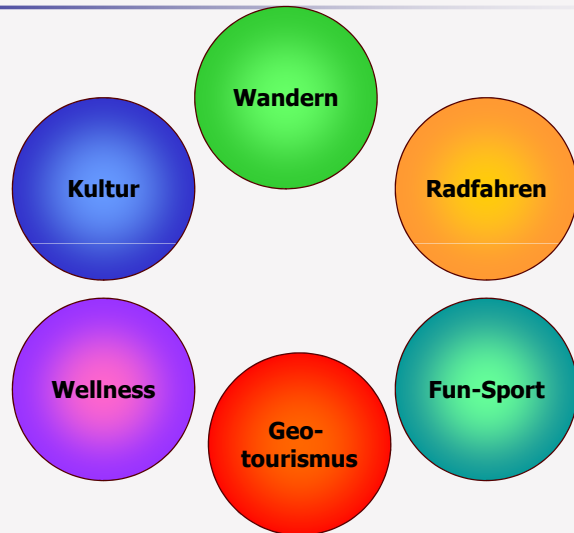 Wandern
Kultur
Radfahren
Wellness
Fun-Sport
Geo-
tourismus